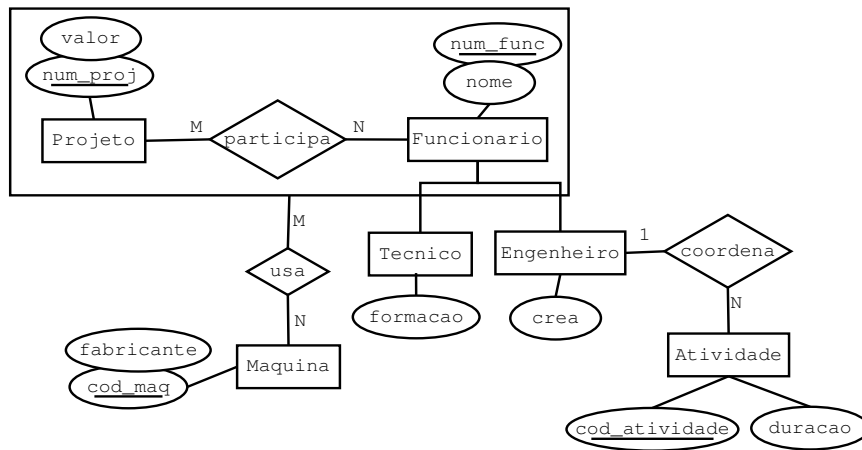 valor
num_proj
num_func
nome
Projeto
M
participa
N
Funcionario
M
usa
N
Tecnico
Engenheiro
1
coordena
N
formacao
crea
fabricante
cod_maq
Maquina
Atividade
cod_atividade
duracao